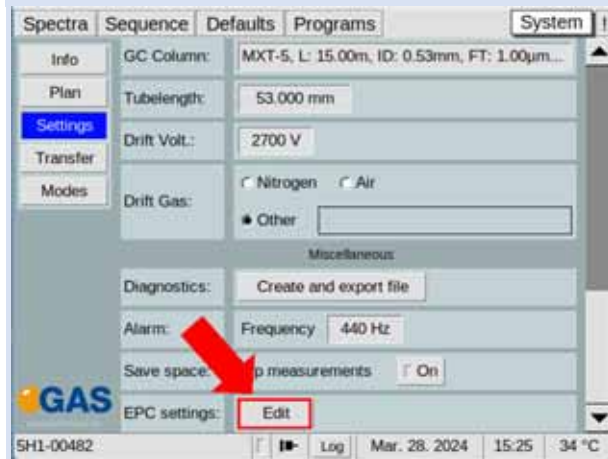 Spectra Sequence Defaults Programs System !
Info
Plan
Settings
Transfer
Modes
GC Column: MXT-5, L: 15.00m, ID: 0.53mm, FT: 1.00µm...
Tubelength: 53.000 mm
Drift Volt.: 2700 V
Drift Gas: Nitrogen Air
Other
Miscellaneous
Diagnostics: Create and export file
Alarm: Frequency 440 Hz
Save space: measurements On
EPC settings: Edit
GAS
5H1-00482 Log Mar. 28. 2024 15:25 34 °C